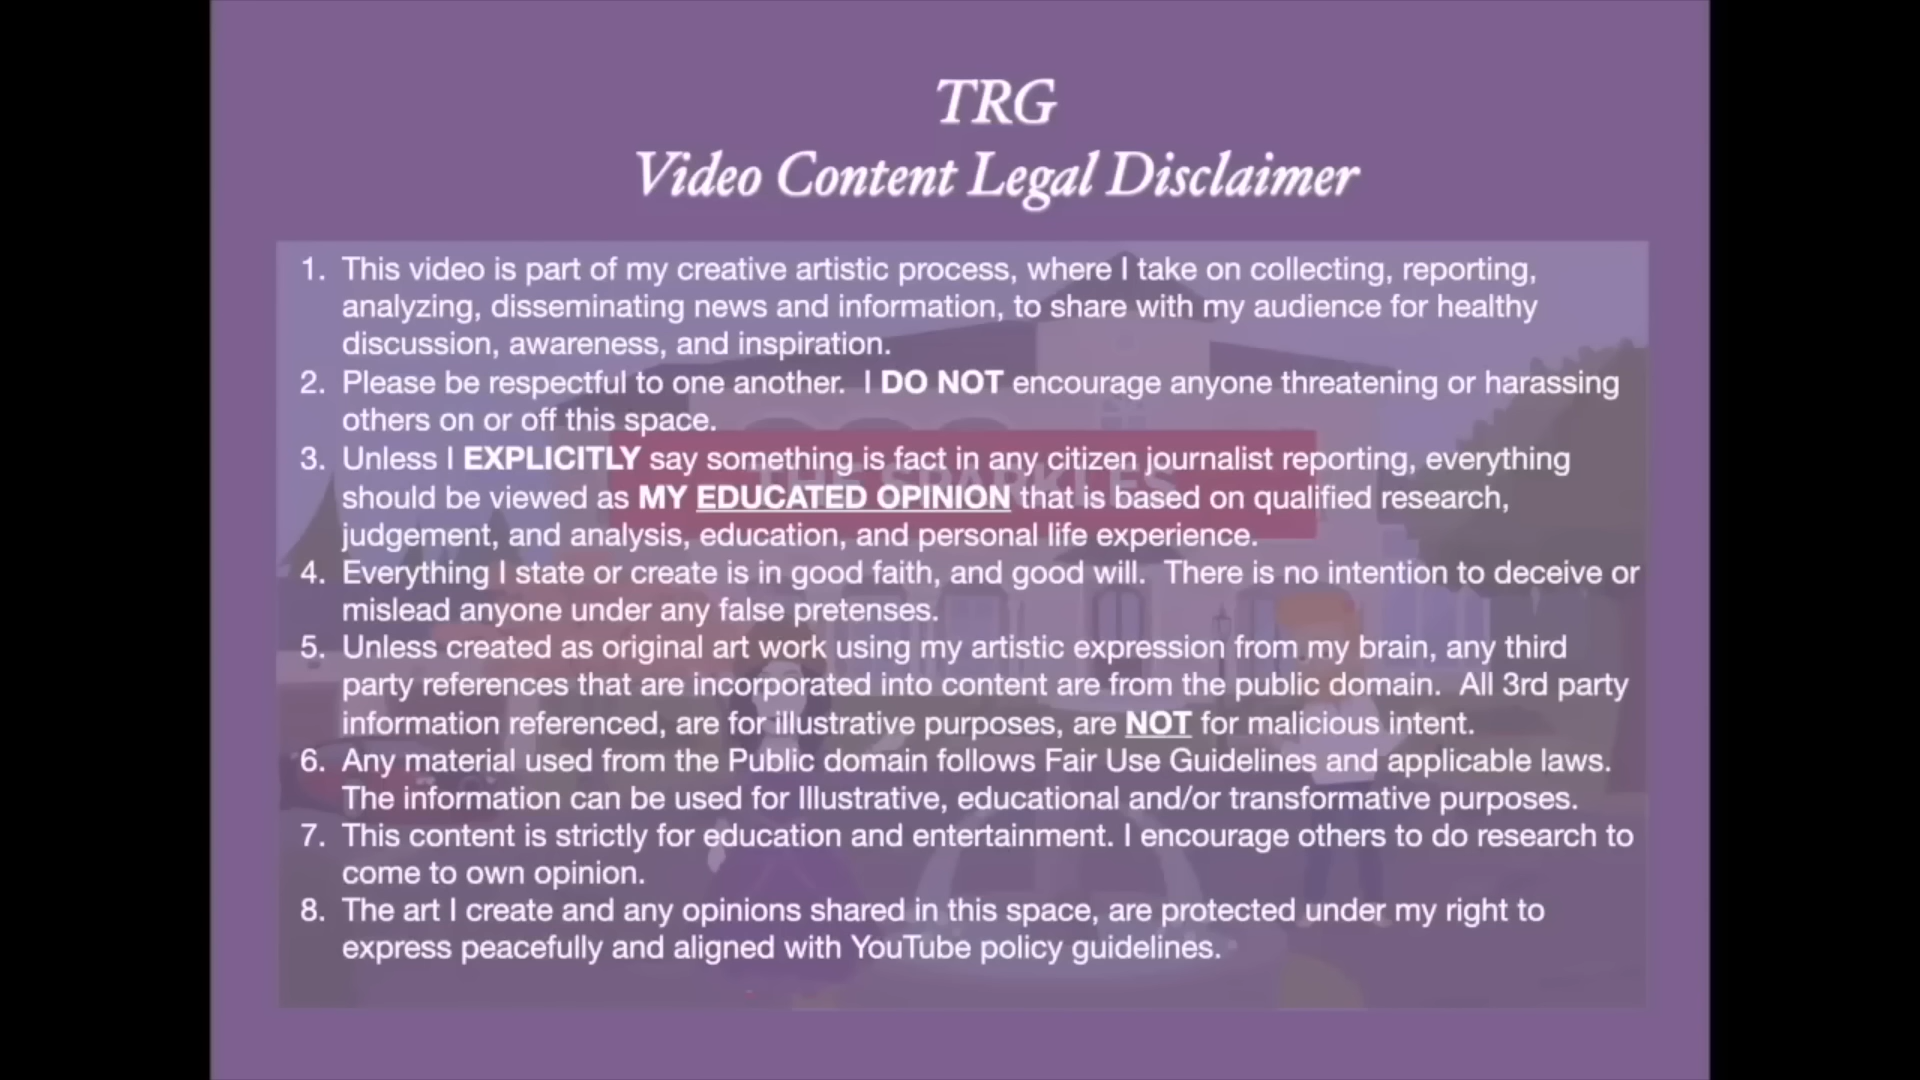 TRG
Video Content Legal Disclaimer
1. This video is part of my creative artistic process, where I take on collecting, reporting,
analyzing, disseminating news and information, to share with my audience for healthy
discussion, awareness, and inspiration.
2. Please be respectful to one another. I DO NOT encourage anyone threatening or harassing
others on or off this space.
3. Unless I EXPLICITLY say something is fact in any citizen journalist reporting, everything
should be viewed as MY EDUCATED OPINION that is based on qualified research,
judgement, and analysis, education, and personal life experience.
4. Everything I state or create is in good faith, and good will. There is no intention to deceive or
mislead anyone under any false pretenses.
5. Unless created as original art work using my artistic expression from my brain, any third
party references that are incorporated into content are from the public domain. All 3rd party
information referenced, are for illustrative purposes, are NOT for malicious intent.
6. Any material used from the Public domain follows Fair Use Guidelines and applicable laws.
The information can be used for Illustrative, educational and/or transformative purposes.
7. This content is strictly for education and entertainment. I encourage others to do research to
come to own opinion.
8. The art I create and any opinions shared in this space, are protected under my right to
express peacefully and aligned with YouTube policy guidelines.
THE SPARKLES